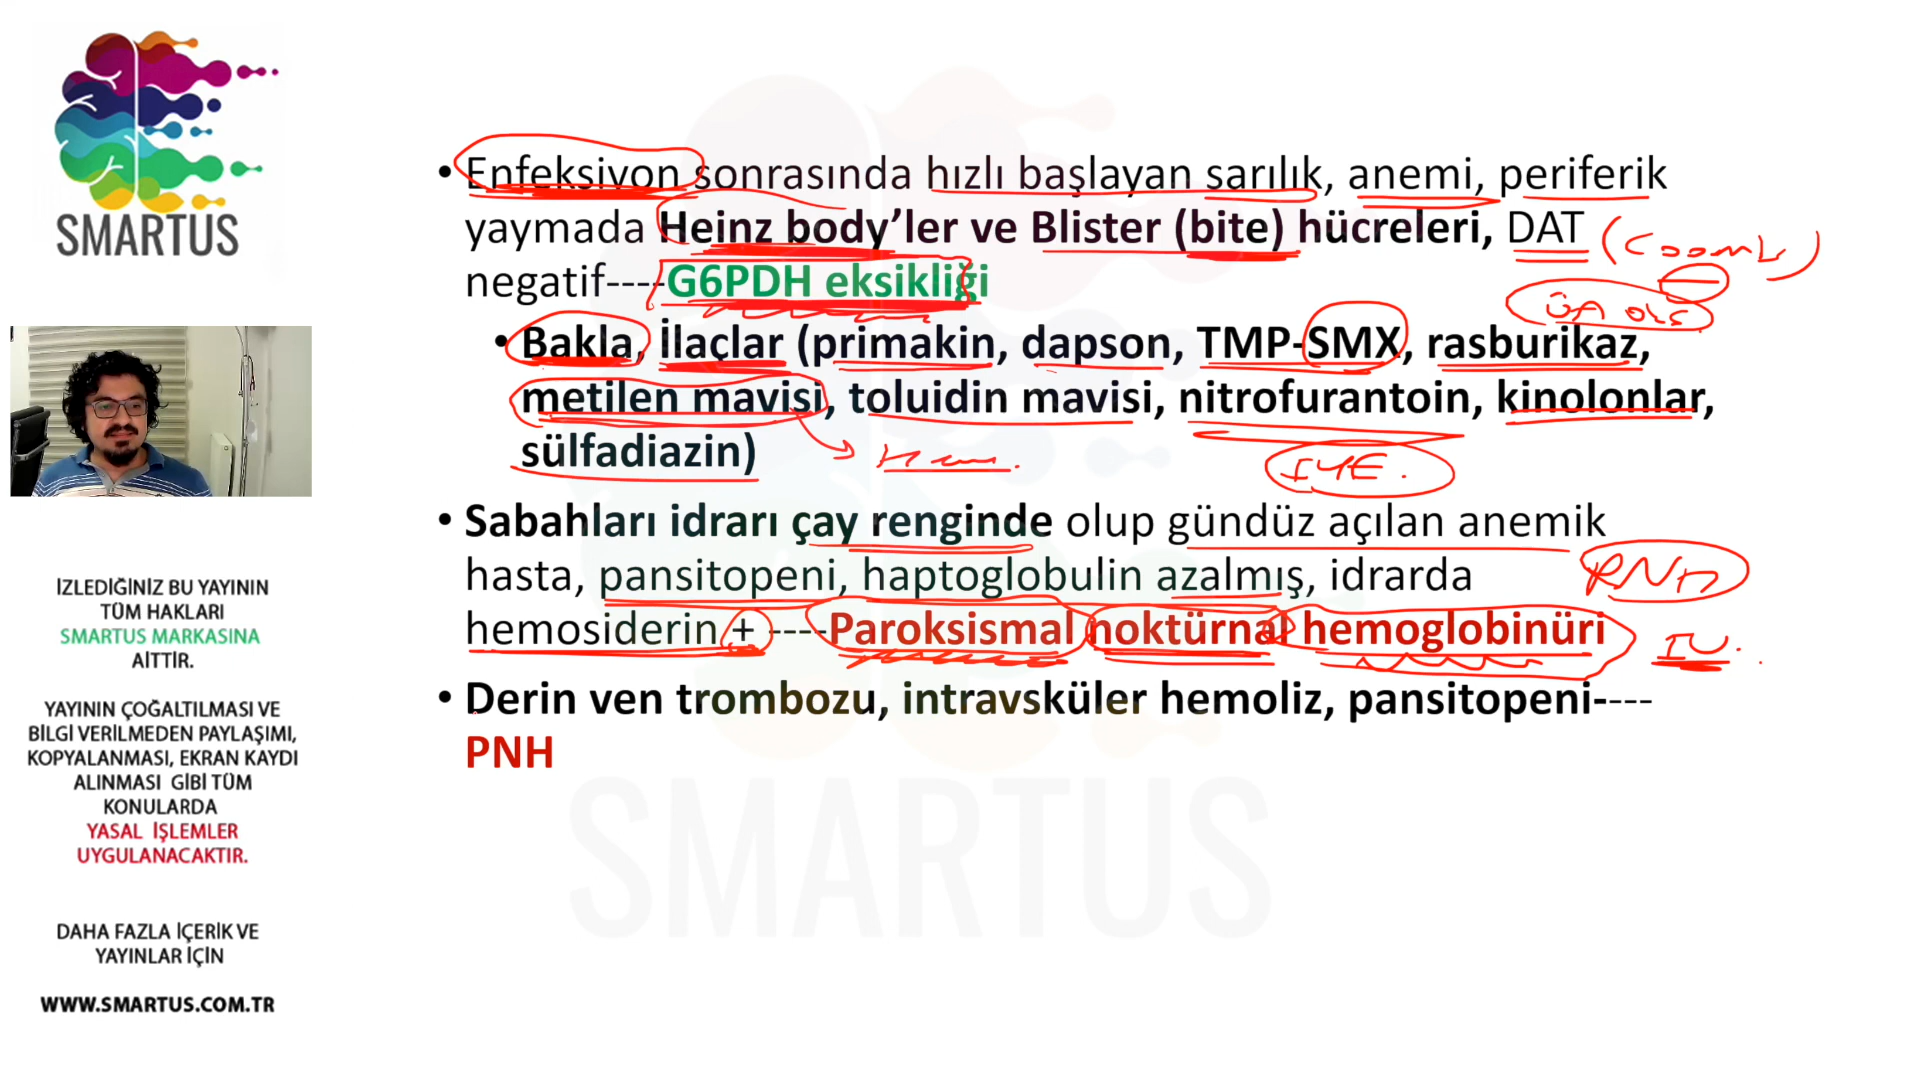 SMARTUS
• Enfeksiyon sonrasında hızlı başlayan sarılık, anemi, periferik
yaymada Heinz body’ler ve Blister (bite) hücreleri, DAT (Coombs)
negatif----G6PDH eksikliği
• Bakla, İlaçlar (primakin, dapson, TMP-SMX, rasburikaz,
metilen mavisi, toluidin mavisi, nitrofurantoin, kinolonlar,
sülfadiazin)
İYE.
• Sabahları idrarı çay renginde olup gündüz açılan anemik
hasta, pansitopeni, haptoglobulin azalmış, idrarda PNH
hemosiderin + ----Paroksismal noktürnal hemoglobinüri
• Derin ven trombozu, intravsküler hemoliz, pansitopeni----
PNH
SMARTUS
İZLEDİĞİNİZ BU YAYININ
TÜM HAKLARI
SMARTUS MARKASINA
AİTTİR.
YAYININ ÇOĞALTILMASI VE
BİLGİ VERİLMEDEN PAYLAŞIMI,
KOPYALANMASI, EKRAN KAYDI
ALINMASI GİBİ TÜM
KONULARDA
YASAL İŞLEMLER
UYGULANACAKTIR.
DAHA FAZLA İÇERİK VE
YAYINLAR İÇİN
WWW.SMARTUS.COM.TR